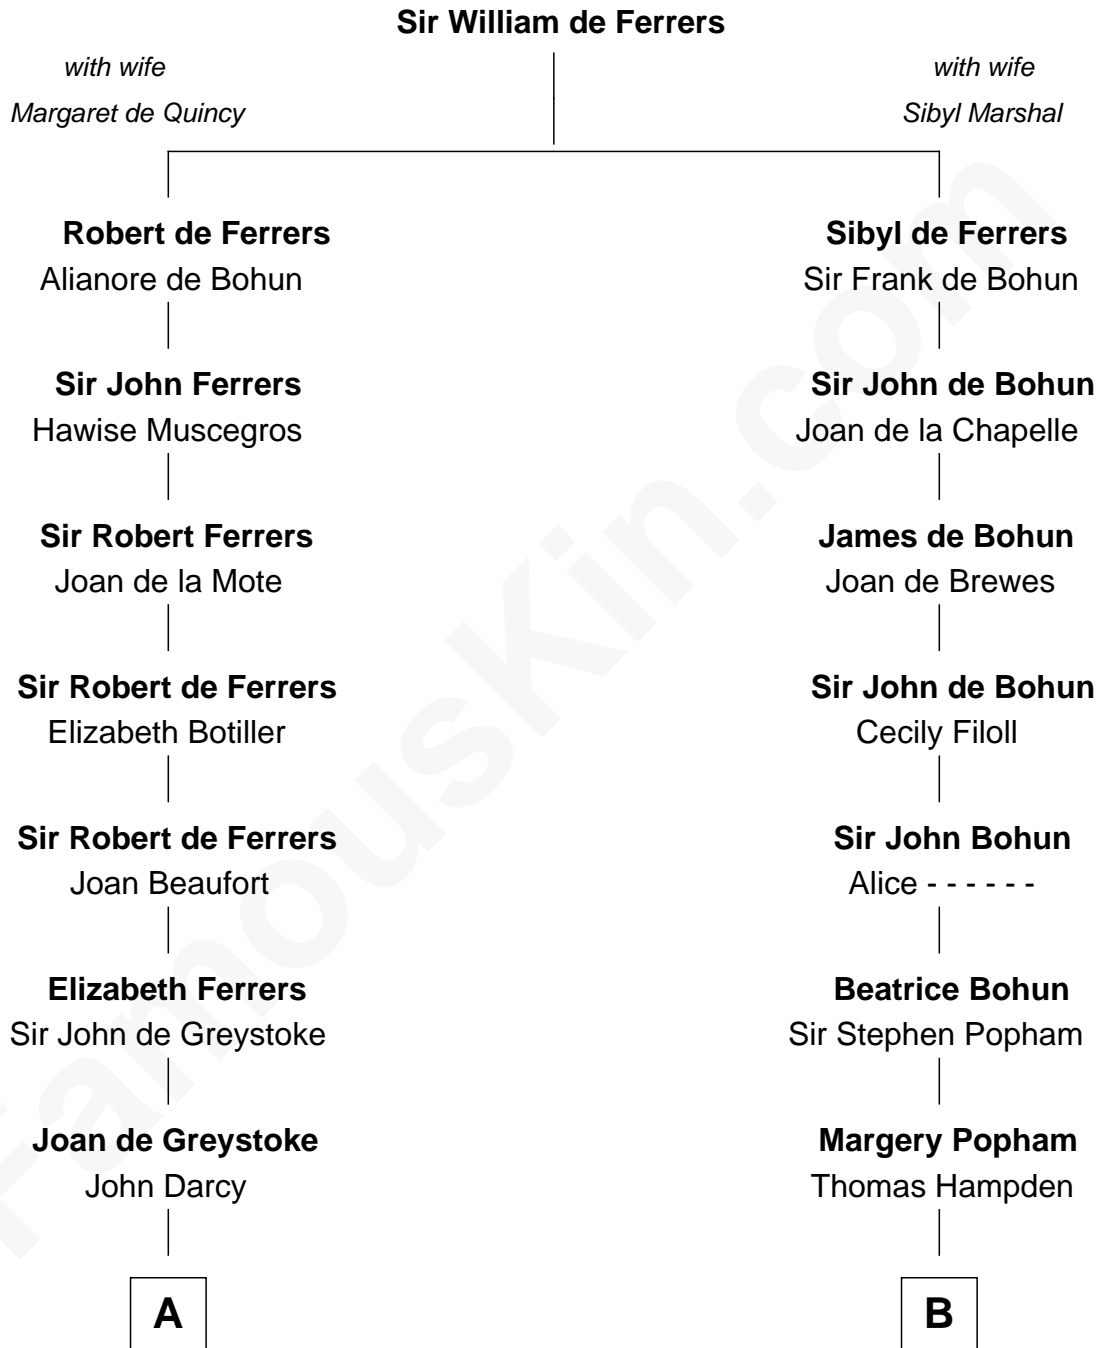 Sir William de Ferrers
with wife
Margaret de Quincy
with wife
Sibyl Marshal
Robert de Ferrers
Alianore de Bohun
Sibyl de Ferrers
Sir Frank de Bohun
Sir John Ferrers
Hawise Muscegros
Sir John de Bohun
Joan de la Chapelle
Sir Robert Ferrers
Joan de la Mote
James de Bohun
Joan de Brewes
Sir Robert de Ferrers
Elizabeth Botiller
Sir John de Bohun
Cecily Filoll
Sir Robert de Ferrers
Joan Beaufort
Sir John Bohun
Alice - - - - - -
Elizabeth Ferrers
Sir John de Greystoke
Beatrice Bohun
Sir Stephen Popham
Joan de Greystoke
John Darcy
Margery Popham
Thomas Hampden
A
B
FamousKin.com